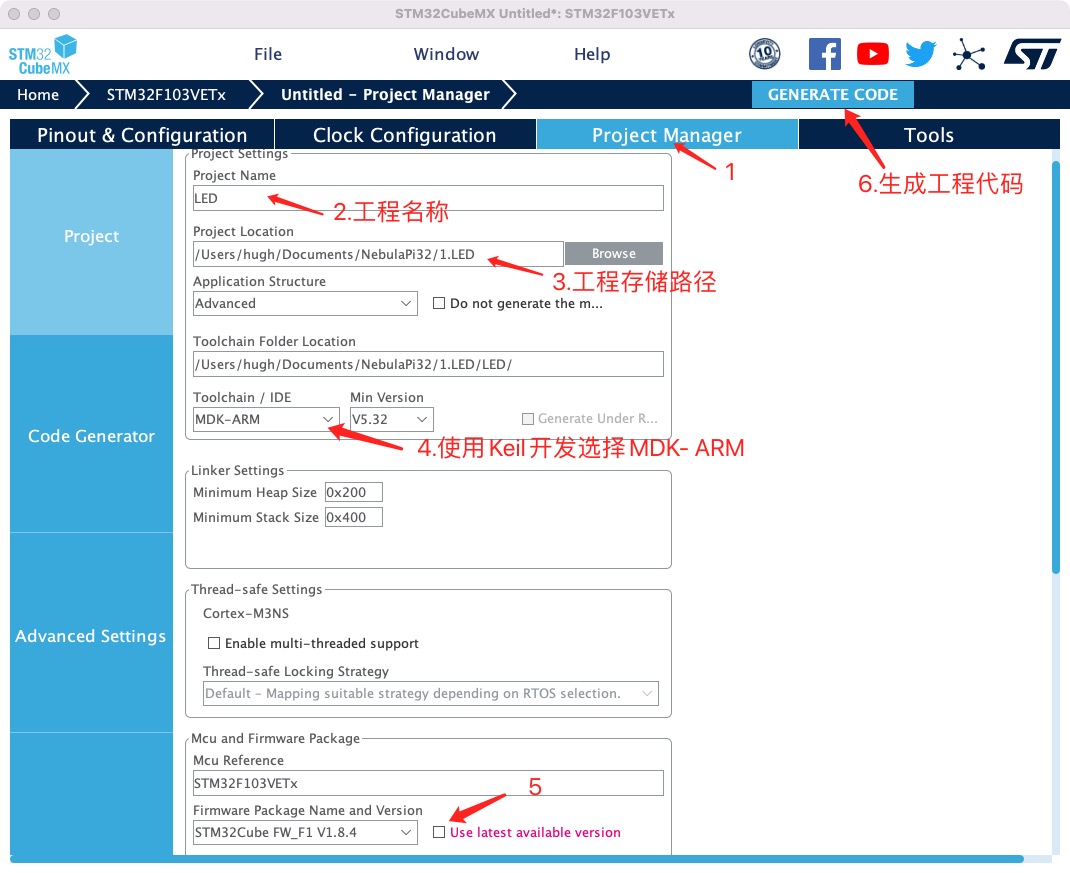 STM32CubeMX Untitled*: STM32F103VETx
STM32
CubeMX
File
Window
Help
10
ST
Home
STM32F103VETx
Untitled - Project Manager
GENERATE CODE
Pinout & Configuration
Clock Configuration
Project Manager
Tools
1
6.生成工程代码
Project
Code Generator
Advanced Settings
Project Settings
Project Name
LED
2.工程名称
Project Location
/Users/hugh/Documents/NebulaPi32/1.LED
Browse
3.工程存储路径
Application Structure
Advanced
Do not generate the m...
Toolchain Folder Location
/Users/hugh/Documents/NebulaPi32/1.LED/LED/
Toolchain / IDE
Min Version
MDK-ARM
V5.32
Generate Under R...
4.使用Keil开发选择MDK- ARM
Linker Settings
Minimum Heap Size
0x200
Minimum Stack Size
0x400
Thread-safe Settings
Cortex-M3NS
Enable multi-threaded support
Thread-safe Locking Strategy
Default - Mapping suitable strategy depending on RTOS selection.
Mcu and Firmware Package
Mcu Reference
STM32F103VETx
5
Firmware Package Name and Version
STM32Cube FW_F1 V1.8.4
Use latest available version